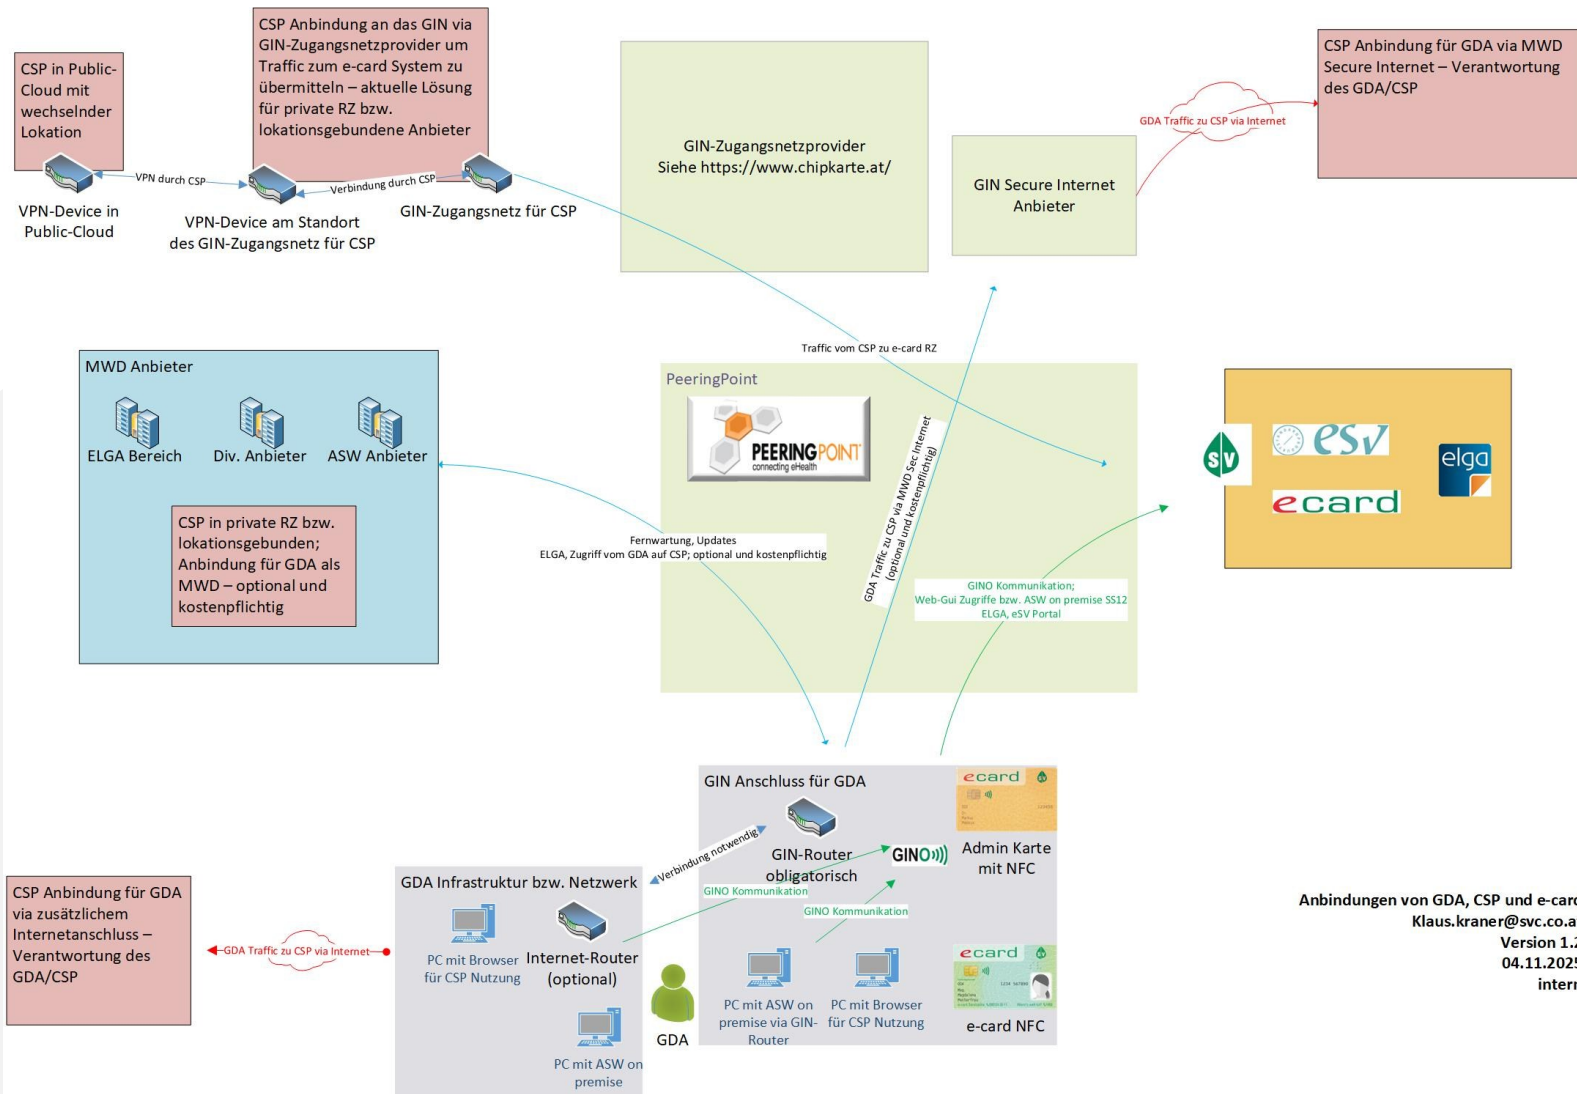 CSP in Public-
Cloud mit
wechselnder
Lokation
VPN-Device in
Public-Cloud
VPN durch CSP
CSP Anbindung an das GIN via
GIN-Zugangsnetzprovider um
Traffic zum e-card System zu
übermitteln – aktuelle Lösung
für private RZ bzw.
lokationsgebundene Anbieter
VPN-Device am Standort
des GIN-Zugangsnetz für CSP
Verbindung durch CSP
GIN-Zugangsnetz für CSP
GIN-Zugangsnetzprovider
Siehe https://www.chipkarte.at/
GIN Secure Internet
Anbieter
GDA Traffic zu CSP via Internet
CSP Anbindung für GDA via MWD
Secure Internet – Verantwortung
des GDA/CSP
Traffic vom CSP zu e-card RZ
MWD Anbieter
ELGA Bereich
Div. Anbieter
ASW Anbieter
CSP in private RZ bzw.
lokationsgebunden;
Anbindung für GDA als
MWD – optional und
kostenpflichtig
PeeringPoint
PEERINGPOINT
connecting eHealth
Fernwartung, Updates
ELGA, Zugriff vom GDA auf CSP; optional und kostenpflichtig
GDA Traffic zu CSP via MWD Sec Internet
(optional und kostenpflichtig)
GINO Kommunikation;
Web-Gui Zugriffe bzw. ASW on premise SS12
ELGA, eSV Portal
SV
esv
ecard
elga
GIN Anschluss für GDA
GIN-Router
obligatorisch
GINO
ecard
Admin Karte
mit NFC
Verbindung notwendig
GINO Kommunikation
GINO Kommunikation
PC mit ASW on
premise via GIN-
Router
PC mit Browser
für CSP Nutzung
ecard
e-card NFC
GDA Infrastruktur bzw. Netzwerk
PC mit Browser
für CSP Nutzung
Internet-Router
(optional)
PC mit ASW on
premise
GDA
GDA Traffic zu CSP via Internet
CSP Anbindung für GDA
via zusätzlichem
Internetanschluss –
Verantwortung des
GDA/CSP
Anbindungen von GDA, CSP und e-card
Klaus.kraner@svc.co.at
Version 1.2
04.11.2025
intern